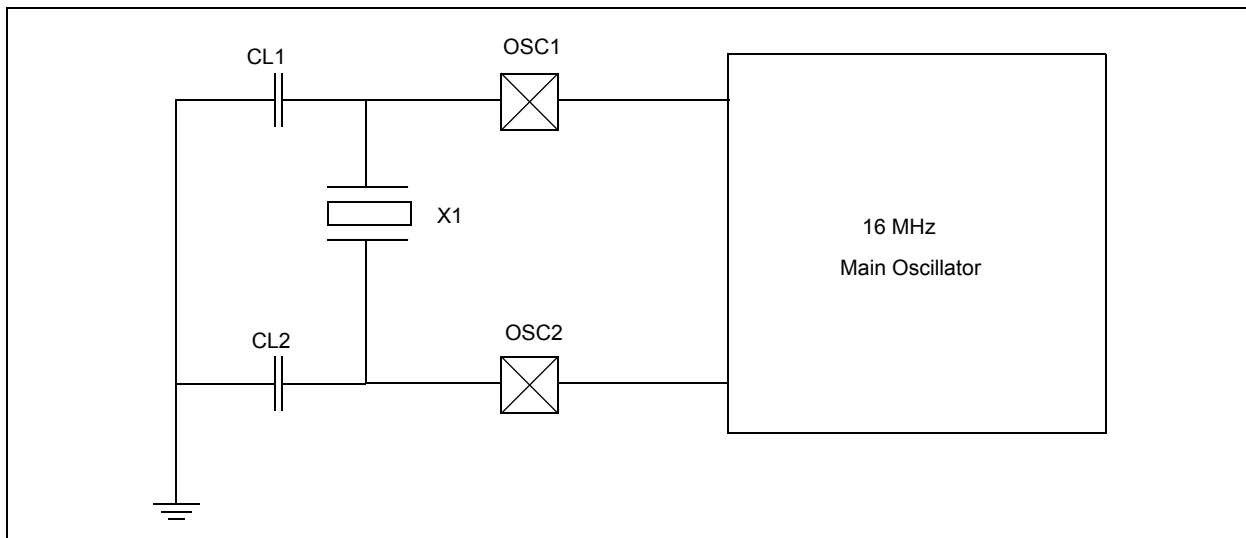 OSC1
CL1
X1
16 MHz
Main Oscillator
OSC2
CL2